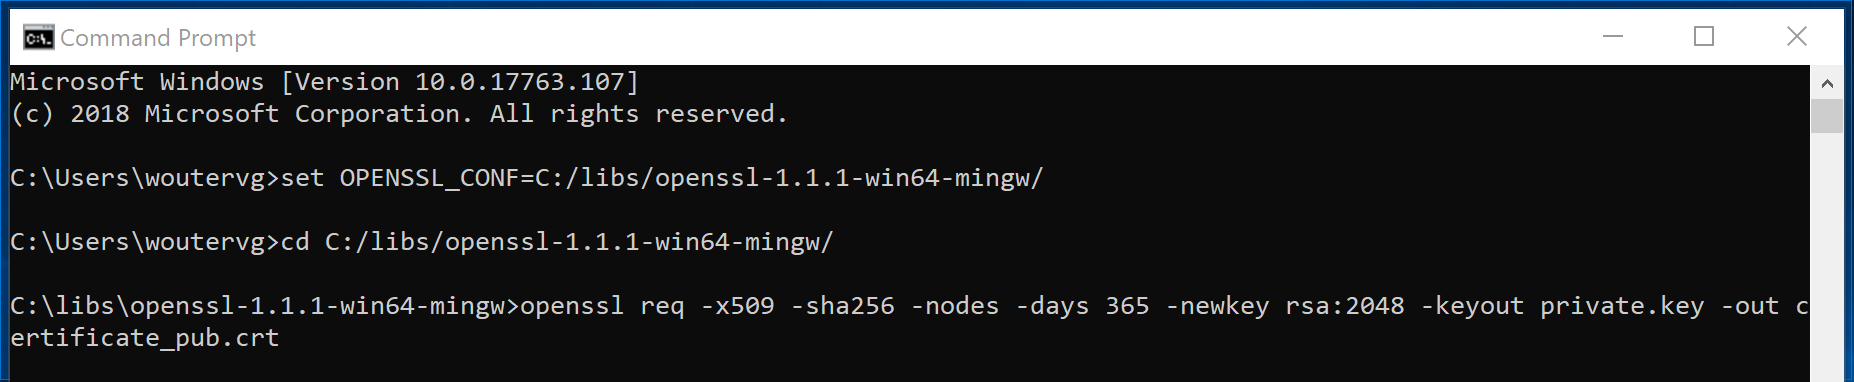 Command Prompt
Microsoft Windows [Version 10.0.17763.107]
(c) 2018 Microsoft Corporation. All rights reserved.
C:\Users\woutervg>set OPENSSL_CONF=C:/libs/openssl-1.1.1-win64-mingw/
C:\Users\woutervg>cd C:/libs/openssl-1.1.1-win64-mingw/
C:\libs\openssl-1.1.1-win64-mingw>openssl req -x509 -sha256 -nodes -days 365 -newkey rsa:2048 -keyout private.key -out c
ertificate_pub.crt